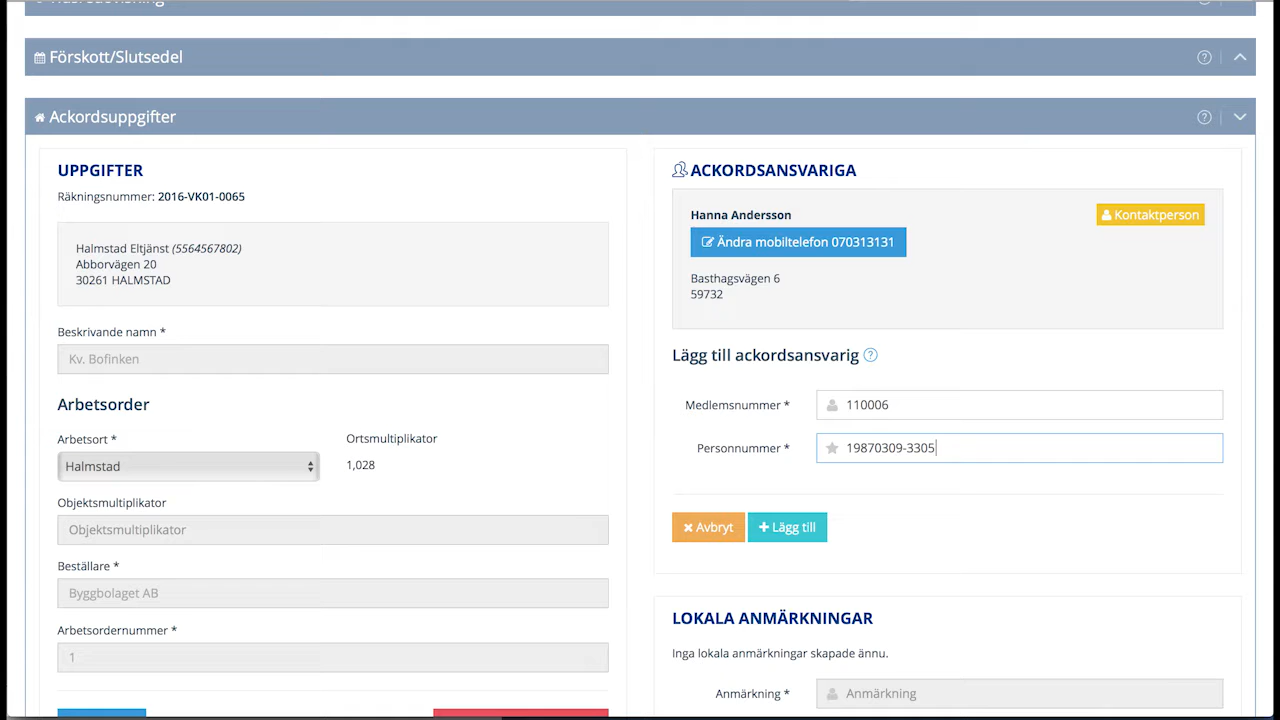 Förskott/Slutsedel
Ackordsuppgifter
UPPGIFTER
Räkningsnummer: 2016-VK01-0065
Halmstad Eltjänst (5564567802)
Abborvägen 20
30261 HALMSTAD
Beskrivande namn *
Kv. Bofinken
Arbetsorder
Arbetsort *
Ortsmultiplikator
Halmstad
1,028
Objektsmultiplikator
Objektsmultiplikator
Beställare *
Byggbolaget AB
Arbetsordernummer *
1
ACKORDSANSVARIGA
Hanna Andersson
Kontaktperson
Ändra mobiltelefon 070313131
Basthagsvägen 6
59732
Lägg till ackordsansvarig
Medlemsnummer *
110006
Personnummer *
19870309-3305
Avbryt
Lägg till
LOKALA ANMÄRKNINGAR
Inga lokala anmärkningar skapade ännu.
Anmärkning *
Anmärkning